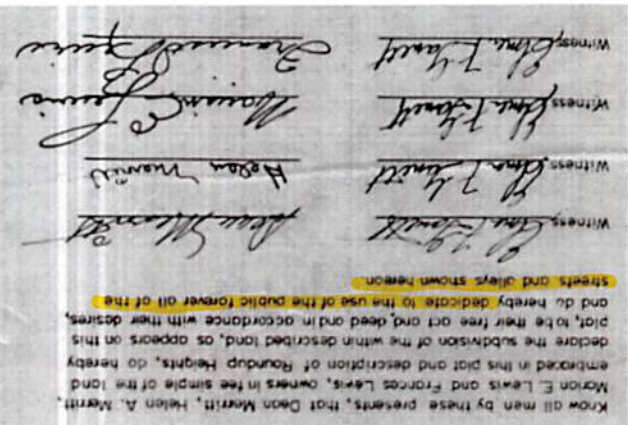 Know all men by these presents, that Dean Merritt, Helen A. Merritt,
Marion E. Lewis and Frances Lewis, owners in fee simple of the land
embraced in this plat and description of Roundup Heights, do hereby
declare the subdivision of the within described land, as appears on this
plat, to be their free act and deed and in accordance with their desires,
and do hereby dedicate to the use of the public forever all of the
streets and alleys shown hereon
Witness Dean Merritt
Witness Helen Merritt
Witness Marion E Lewis
Witness Frances Lewis